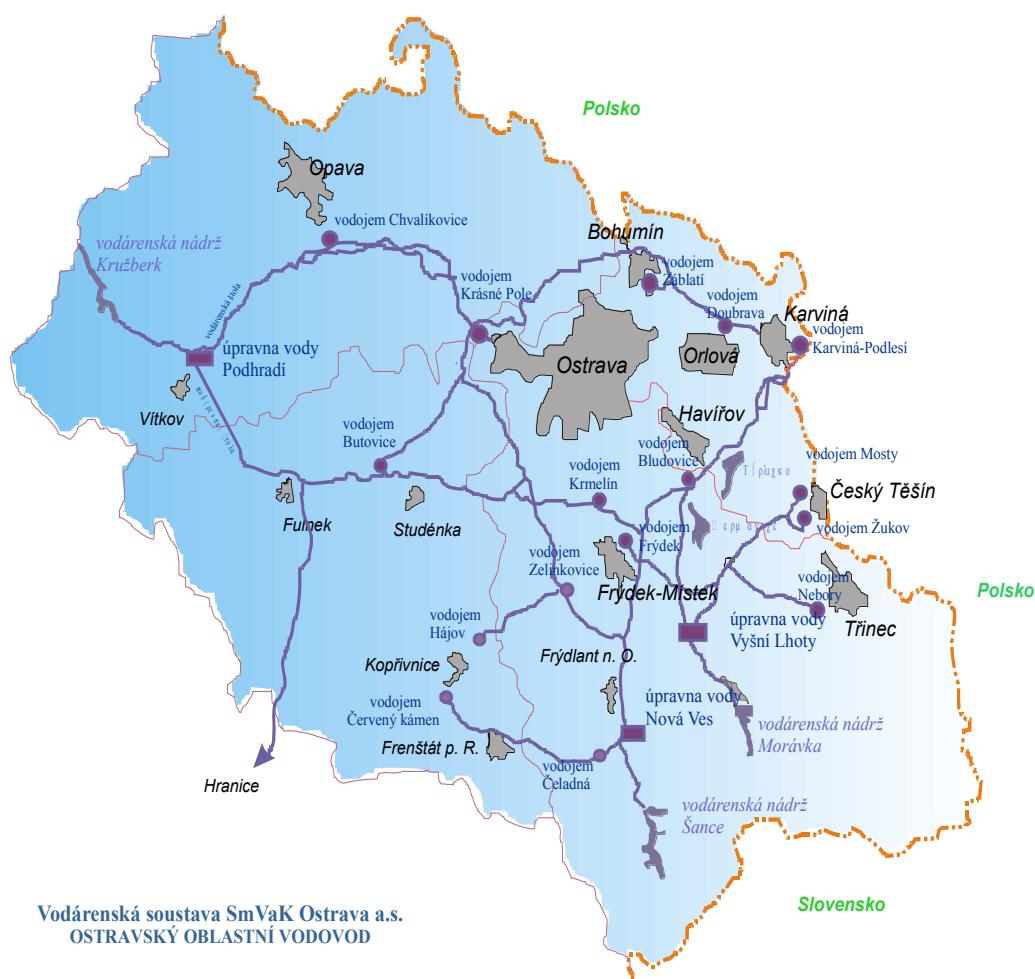 Polsko
Opava
vodojem Chvalíkovice
Bohumín
vodárenská nádrž
Kružberk
vodojem
Krásné Pole
vodojem
Záblatí
vodojem
Doubrava
Karviná
vodojem
Karviná-Podlesí
vodárenská štola
úpravna vody
Podhradí
Ostrava
Orlová
Vítkov
Havířov
vodojem
Butovice
vodojem
Bludovice
vodojem Mosty
vodojem
Krmelín
Český Těšín
Fulnek
Studénka
vodojem
Frýdek
vodojem Žukov
vodojem
Zelinkovice
Frýdek-Místek
vodojem
Nebory
Polsko
Třinec
vodojem
Hájov
úpravna vody
Vyšní Lhoty
Kopřivnice
Frýdlant n. O.
vodojem
Červený kámen
úpravna vody
Nová Ves
vodárenská nádrž
Morávka
Frenštát p. R.
vodojem
Čeladná
Hranice
vodárenská nádrž
Šance
Slovensko
Vodárenská soustava SmVaK Ostrava a.s.
OSTRAVSKÝ OBLASTNÍ VODOVOD